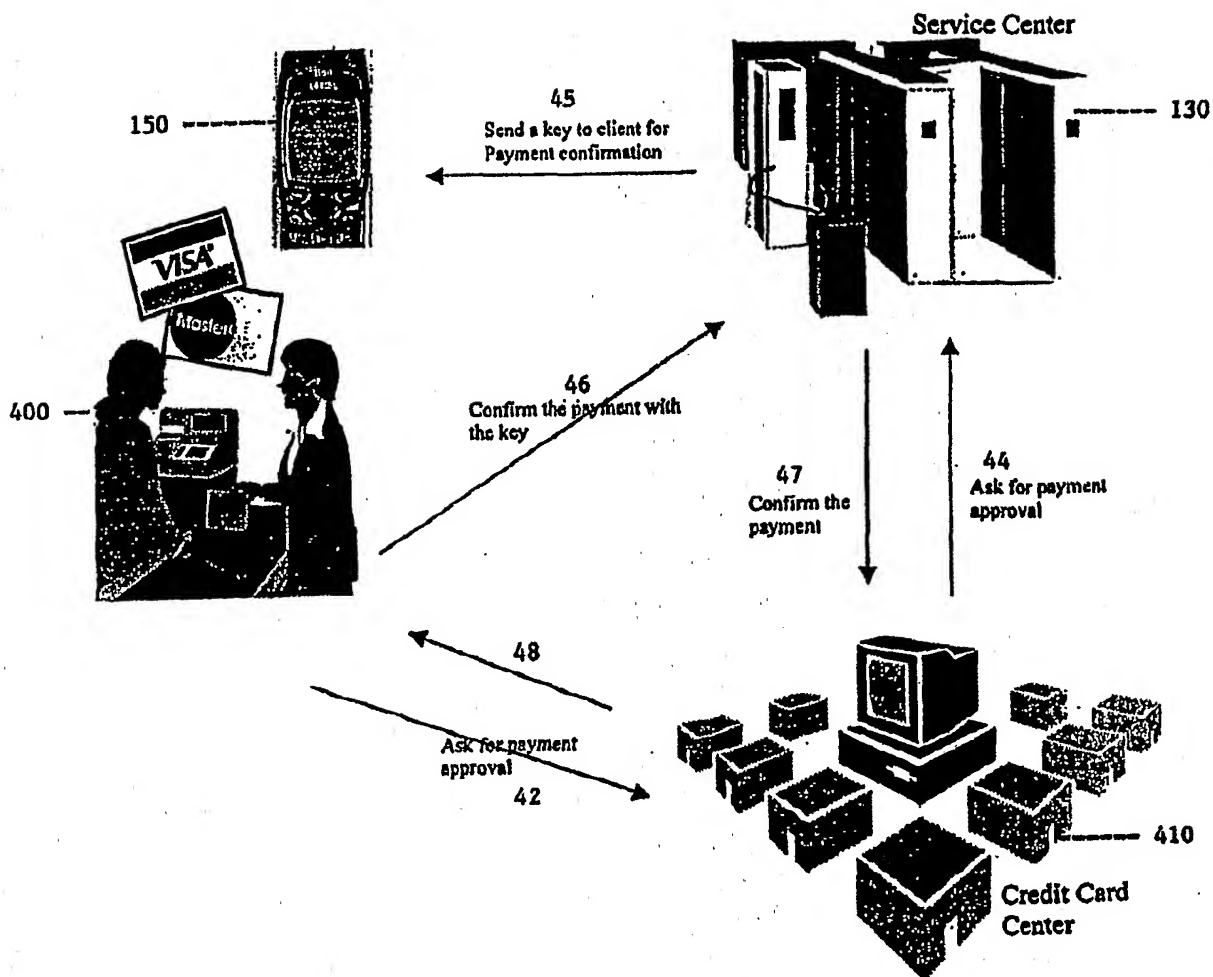 Service Center
45
Send a key to client for
Payment confirmation
150
130
VISA
Master
46
Confirm the payment with
the key
400
47
Confirm the
payment
44
Ask for payment
approval
48
Ask for payment
approval
42
410
Credit Card
Center